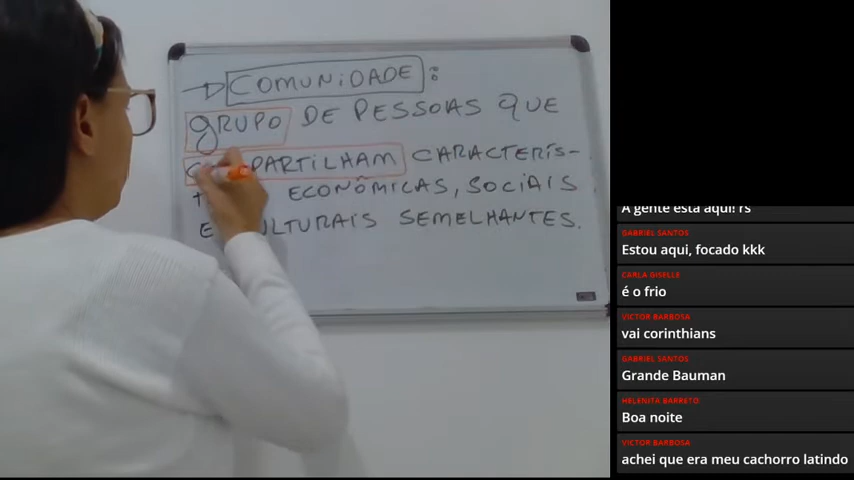 → COMUNIDADE:
GRUPO DE PESSOAS QUE
PARTILHAM CARACTERÍS-
ECONÔMICAS, SOCIAIS
E CULTURAIS SEMELHANTES.
A gente está aqui! rs
GABRIEL SANTOS
Estou aqui, focado kkk
CARLA GISELLE
é o frio
VICTOR BARBOSA
vai corinthians
GABRIEL SANTOS
Grande Bauman
HELENITA BARRETO
Boa noite
VICTOR BARBOSA
achei que era meu cachorro latindo